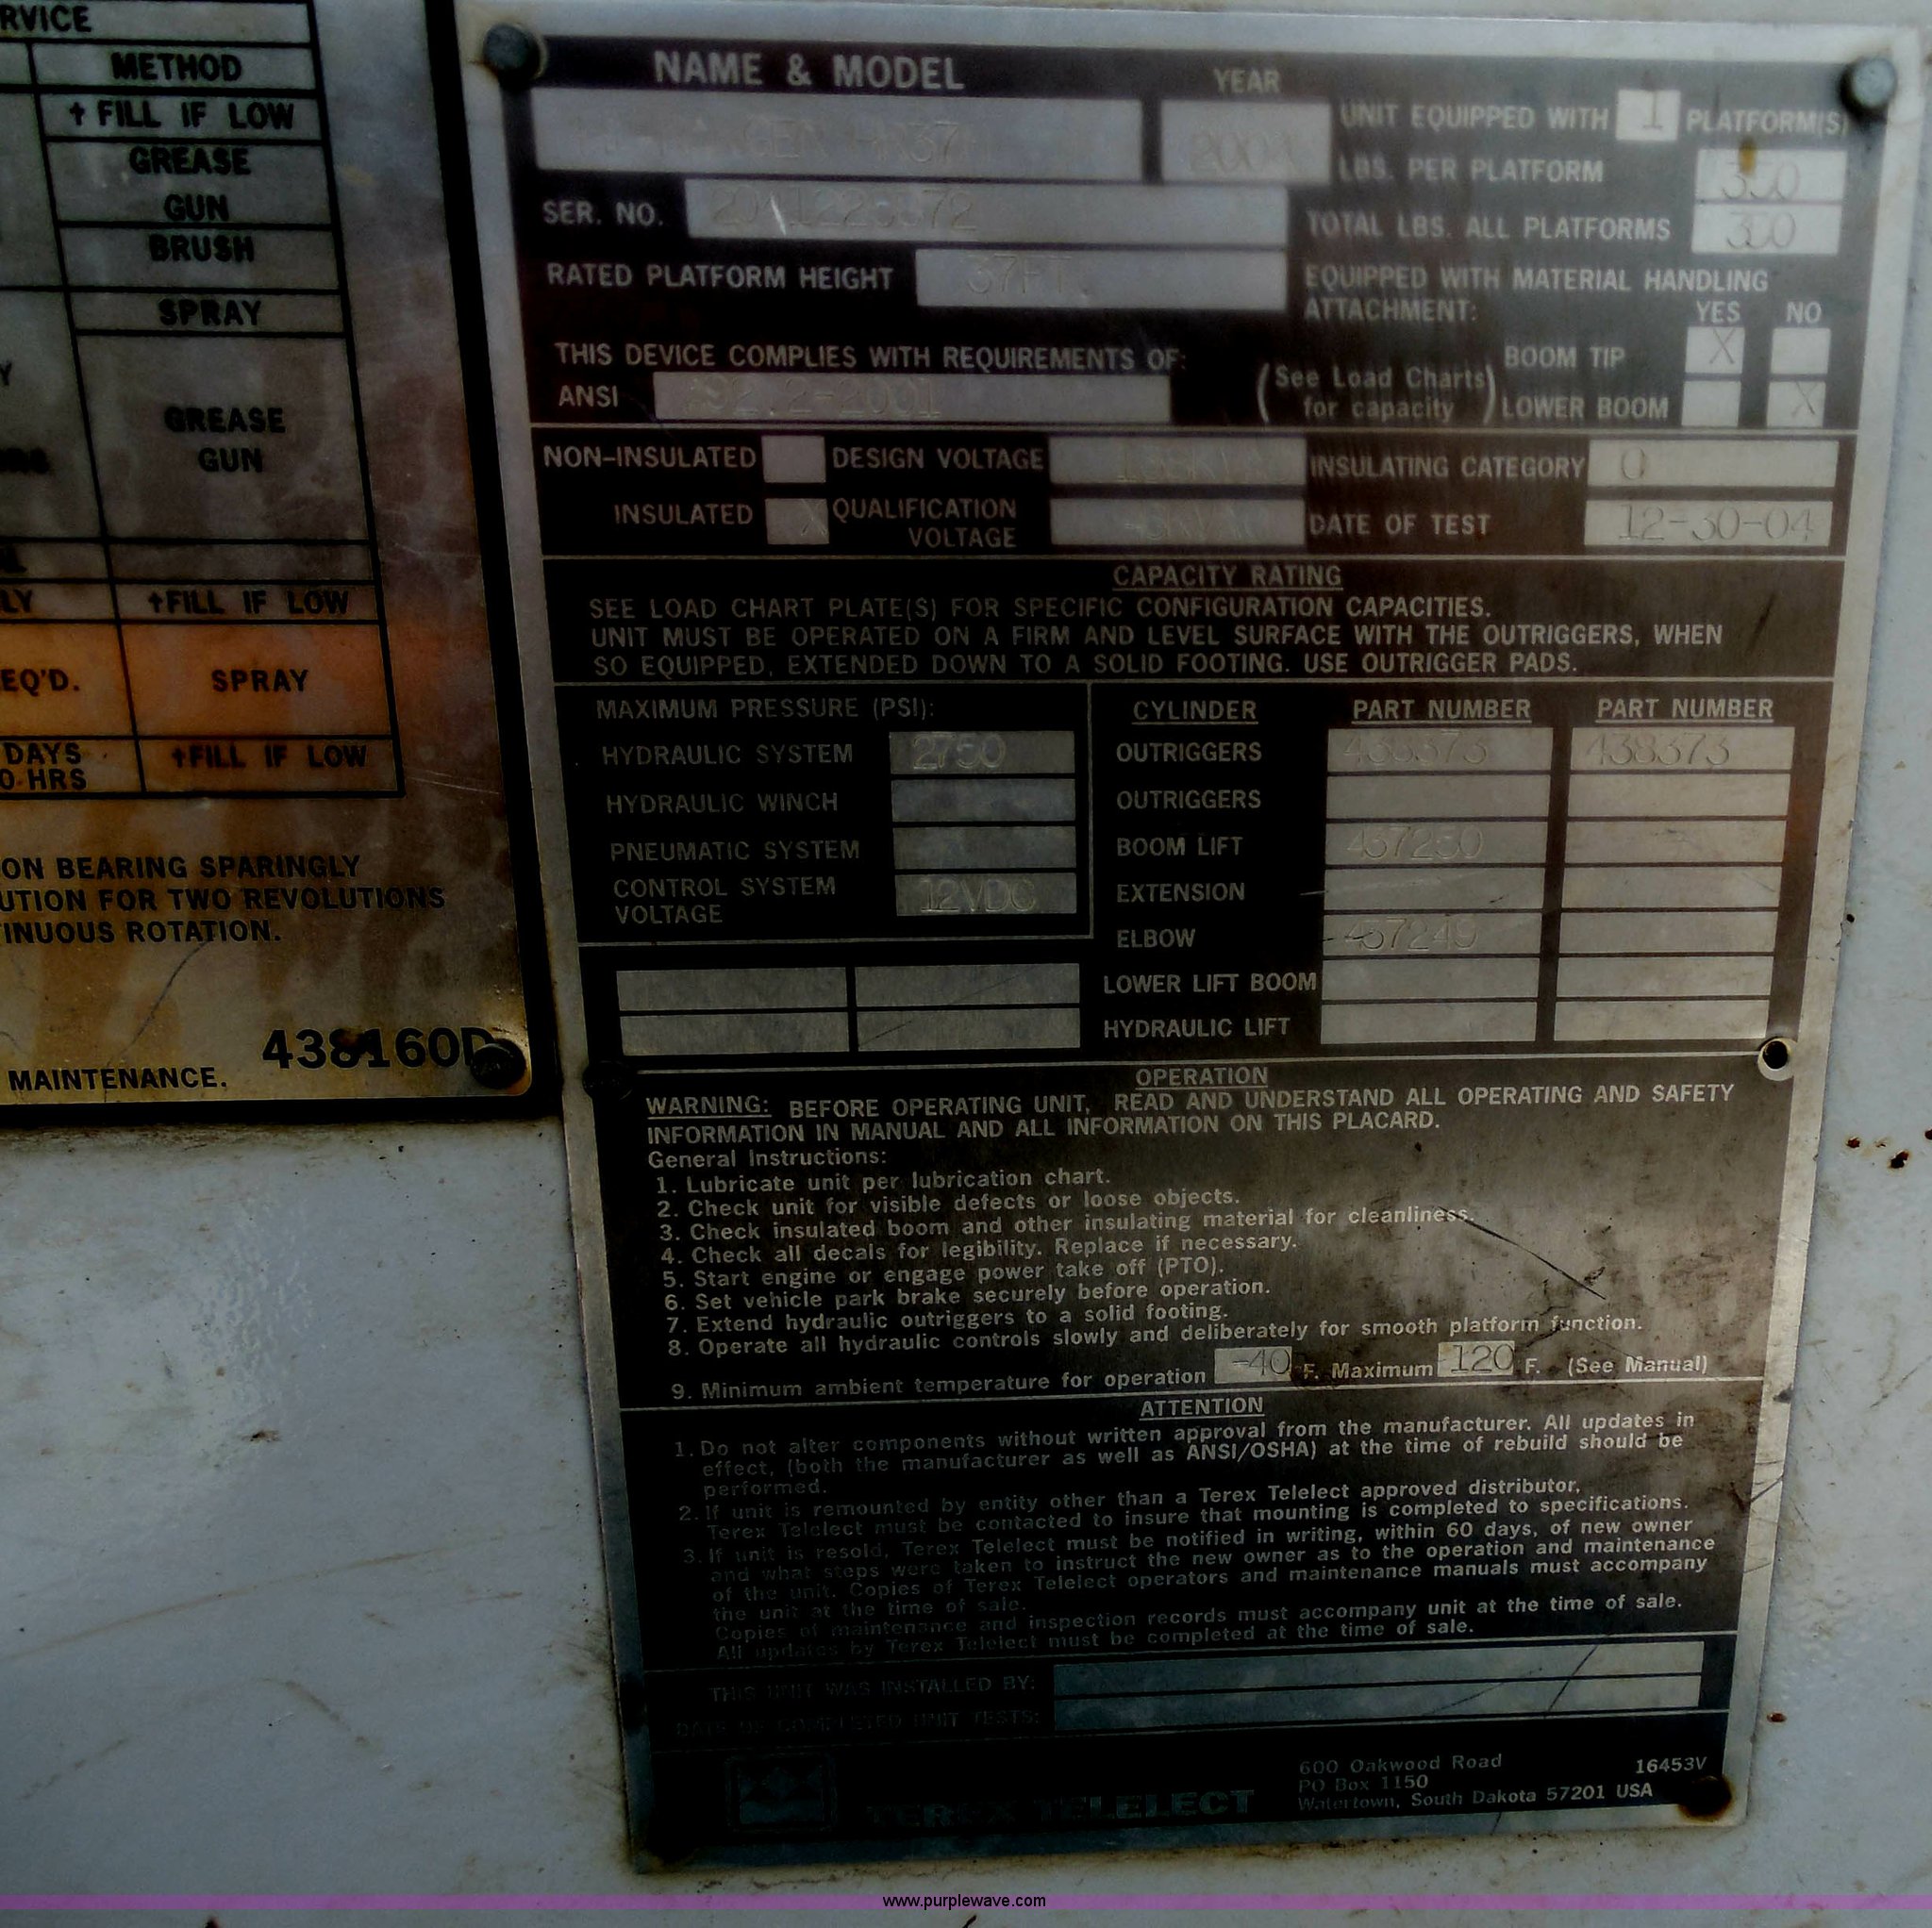 RVICE
METHOD
† FILL IF LOW
GREASE
GUN
BRUSH
SPRAY
Y
GREASE
GUN
LY †FILL IF LOW
EQ'D. SPRAY
DAYS †FILL IF LOW
0 HRS
ON BEARING SPARINGLY
UTION FOR TWO REVOLUTIONS
TINUOUS ROTATION.
438160D
MAINTENANCE.
NAME & MODEL YEAR
UNIT EQUIPPED WITH 1 PLATFORM(S)
LBS. PER PLATFORM 350
SER. NO.
TOTAL LBS. ALL PLATFORMS 350
RATED PLATFORM HEIGHT 37FT.
EQUIPPED WITH MATERIAL HANDLING
ATTACHMENT: YES NO
THIS DEVICE COMPLIES WITH REQUIREMENTS OF:
ANSI A92.2-2001
(See Load Charts for capacity)
BOOM TIP X
LOWER BOOM X
NON-INSULATED DESIGN VOLTAGE INSULATING CATEGORY
INSULATED X QUALIFICATION VOLTAGE DATE OF TEST 12-30-04
CAPACITY RATING
SEE LOAD CHART PLATE(S) FOR SPECIFIC CONFIGURATION CAPACITIES.
UNIT MUST BE OPERATED ON A FIRM AND LEVEL SURFACE WITH THE OUTRIGGERS, WHEN
SO EQUIPPED, EXTENDED DOWN TO A SOLID FOOTING. USE OUTRIGGER PADS.
MAXIMUM PRESSURE (PSI):
HYDRAULIC SYSTEM 2750
HYDRAULIC WINCH
PNEUMATIC SYSTEM
CONTROL SYSTEM
VOLTAGE 12VDC
CYLINDER PART NUMBER PART NUMBER
OUTRIGGERS 438373 438373
OUTRIGGERS
BOOM LIFT 437250
EXTENSION
ELBOW 437249
LOWER LIFT BOOM
HYDRAULIC LIFT
OPERATION
WARNING: BEFORE OPERATING UNIT, READ AND UNDERSTAND ALL OPERATING AND SAFETY
INFORMATION IN MANUAL AND ALL INFORMATION ON THIS PLACARD.
General Instructions:
1. Lubricate unit per lubrication chart.
2. Check unit for visible defects or loose objects.
3. Check insulated boom and other insulating material for cleanliness.
4. Check all decals for legibility. Replace if necessary.
5. Start engine or engage power take off (PTO).
6. Set vehicle park brake securely before operation.
7. Extend hydraulic outriggers to a solid footing.
8. Operate all hydraulic controls slowly and deliberately for smooth platform function.
9. Minimum ambient temperature for operation -40 F. Maximum 120 F. (See Manual)
ATTENTION
1. Do not alter components without written approval from the manufacturer. All updates in
effect, (both the manufacturer as well as ANSI/OSHA) at the time of rebuild should be
performed.
2. If unit is remounted by entity other than a Terex Telelect approved distributor,
Terex Telelect must be contacted to insure that mounting is completed to specifications.
3. If unit is resold, Terex Telelect must be notified in writing, within 60 days, of new owner
and what steps were taken to instruct the new owner as to the operation and maintenance
of the unit. Copies of Terex Telelect operators and maintenance manuals must accompany
the unit at the time of sale.
Copies of maintenance and inspection records must accompany unit at the time of sale.
All updates by Terex Telelect must be completed at the time of sale.
THIS UNIT WAS INSTALLED BY:
DATE OF COMPLETED UNIT TESTS:
TEREX TELELECT
600 Oakwood Road 16453V
PO Box 1150
Watertown, South Dakota 57201 USA
www.purplewave.com